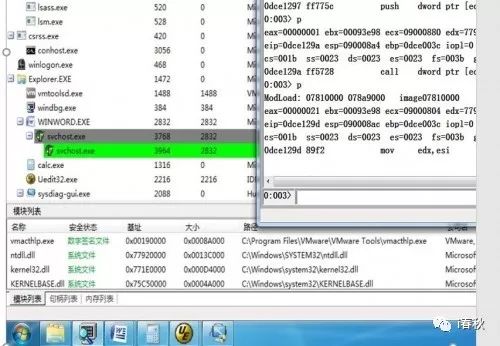 lsass.exe 520 0
lsm.exe 528 0
csrss.exe 420 0
conhost.exe 3056 0
winlogon.exe 468 0
Explorer.EXE 1472 0
vmtoolsd.exe 1488 1488 VMwa
windbg.exe 384 384 Wind
WINWORD.EXE 2832 2832
svchost.exe 3768 2832
svchost.exe 3964 2832
calc.exe 2216 0
Uedit32.exe 2216 2216 IDM
sysdiag-gui.exe 2088 0
0dce1297 ff775c push dword ptr [ed
0:003> p
eax=00000001 ebx=00093e98 ecx=09000880 edx=779
eip=0dce129a esp=090008a4 ebp=0dce003c iopl=0
cs=001b ss=0023 ds=0023 es=0023 fs=003b gs
0dce129a ff5728 call dword ptr [ed
0:003> p
ModLoad: 07810000 078a9000 image07810000
eax=00000021 ebx=00093e98 ecx=09000804 edx=779
eip=0dce129d esp=090008ac ebp=0dce003c iopl=0
cs=001b ss=0023 ds=0023 es=0023 fs=003b gs
0dce129d 89f2 mov edx,esi
0:003>
模块列表
名称 安全状态 基址 大小 路径
vmacthlp.exe 数字签名文件 0x00190000 0x0008A000 C:\Program Files\VMware\VMware Tools\vmacthlp.exe VMware,
ntdll.dll 系统文件 0x77920000 0x0013C000 C:\Windows\SYSTEM32\ntdll.dll Microsof
kernel32.dll 系统文件 0x771E0000 0x000D4000 C:\Windows\system32\kernel32.dll Microsof
KERNELBASE.dll 系统文件 0x75C50000 0x0004A000 C:\Windows\system32\KERNELBASE.dll Microsof
模块列表 句柄列表 内存列表
i春秋